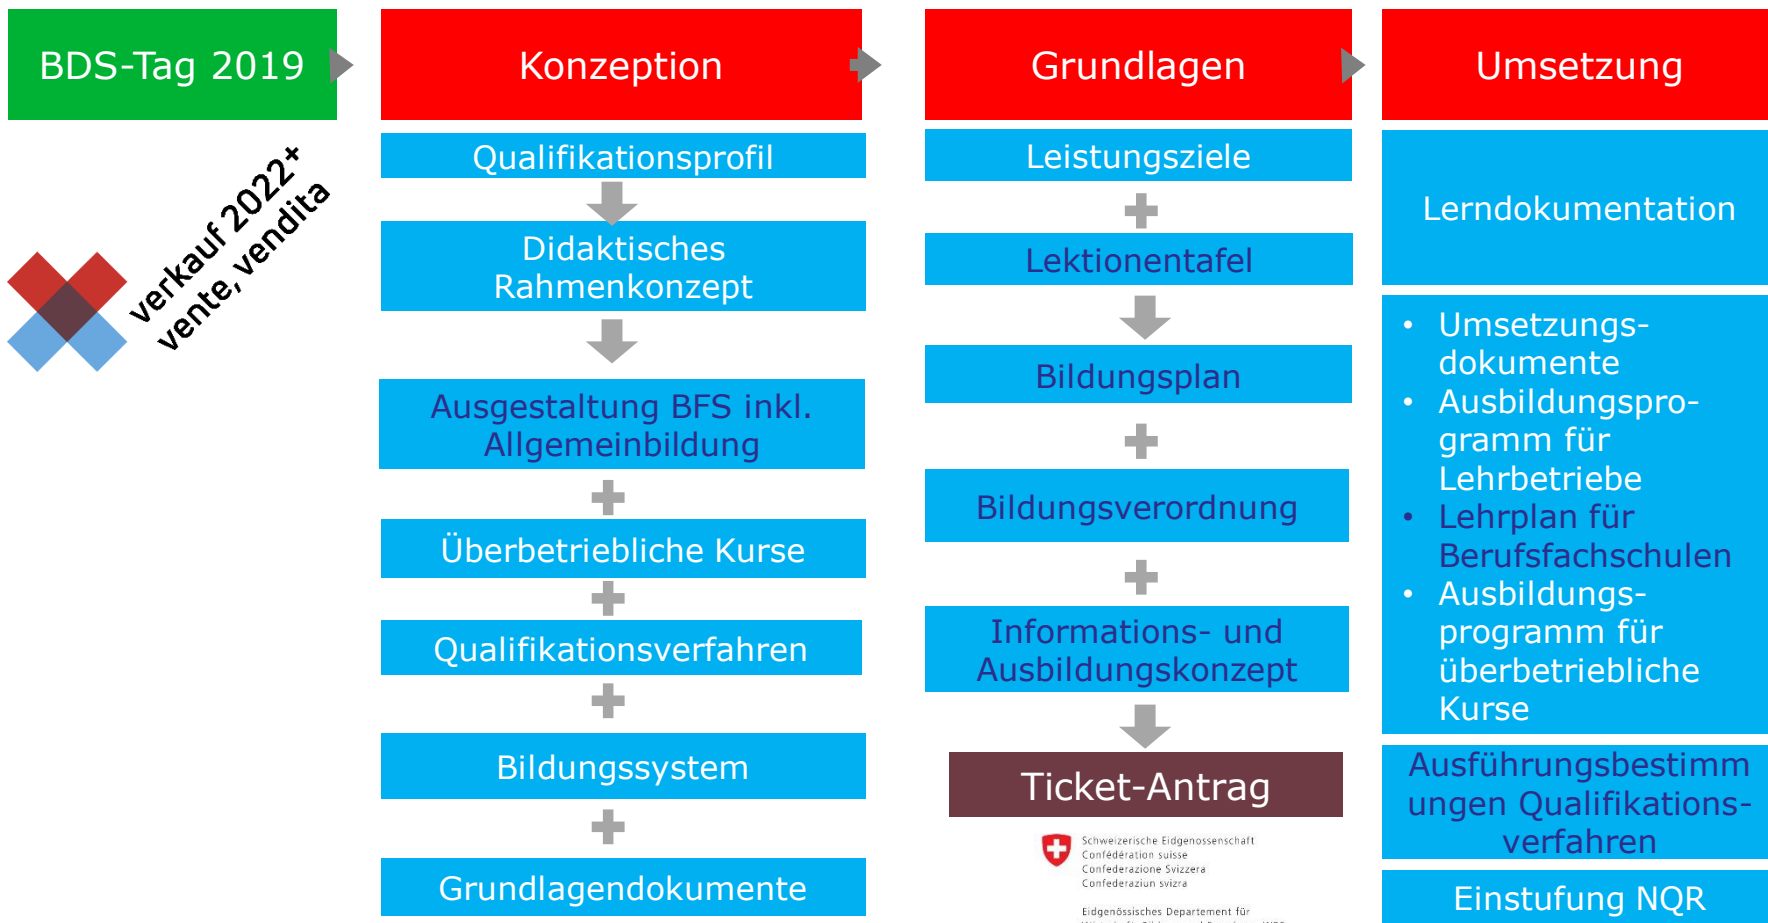 BDS-Tag 2019
verkauf 2022+
vente, vendita
Konzeption
Qualifikationsprofil
Didaktisches
Rahmenkonzept
Ausgestaltung BFS inkl.
Allgemeinbildung
Überbetriebliche Kurse
Qualifikationsverfahren
Bildungssystem
Grundlagendokumente
Grundlagen
Leistungsziele
Lektionentafel
Bildungsplan
Bildungsverordnung
Informations- und
Ausbildungskonzept
Ticket-Antrag
Schweizerische Eidgenossenschaft
Confédération suisse
Confederazione Svizzera
Confederaziun svizra
Eidgenössisches Departement für
Umsetzung
Lerndokumentation
• Umsetzungs-
dokumente
• Ausbildungspro-
gramm für
Lehrbetriebe
• Lehrplan für
Berufsfachschulen
• Ausbildungs-
programm für
überbetriebliche
Kurse
Ausführungsbestimm
ungen Qualifikations-
verfahren
Einstufung NQR